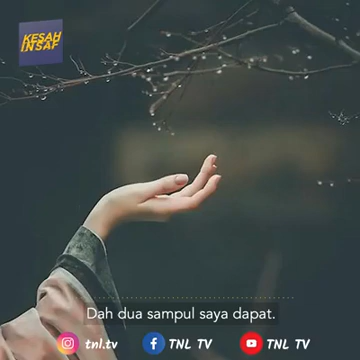 KESAH
INSAF
Dah dua sampul saya dapat.
tnl.tv TNL TV TNL TV